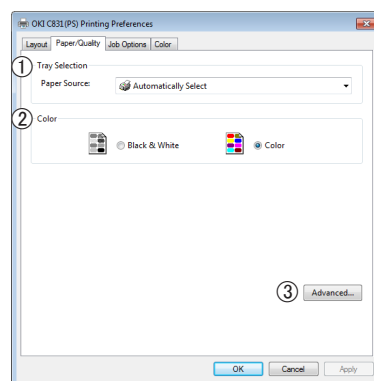 OKI C831(PS) Printing Preferences
Layout Paper/Quality Job Options Color
① Tray Selection
Paper Source: Automatically Select
② Color
Black & White Color
③ Advanced...
OK Cancel Apply